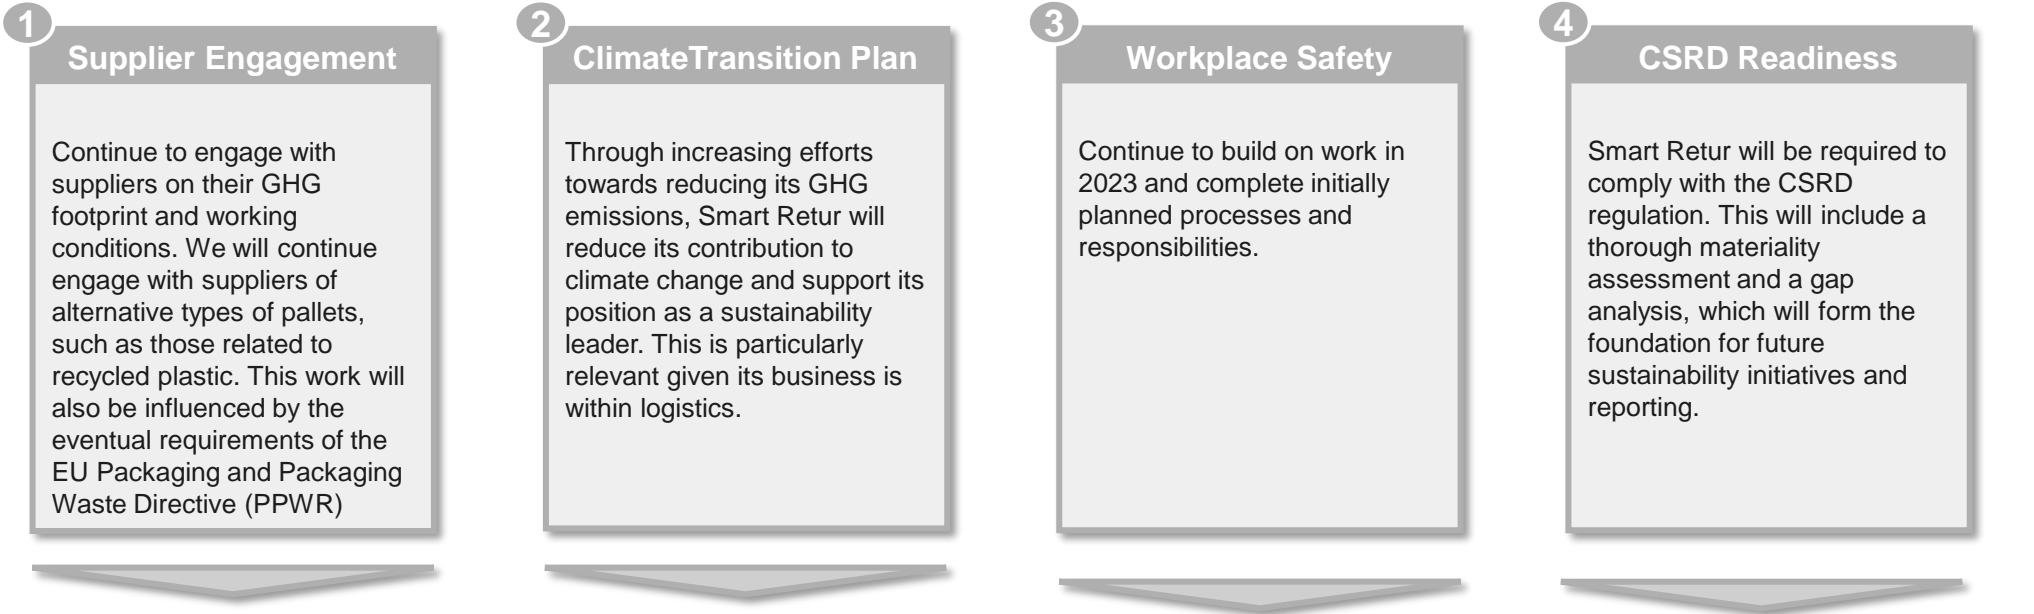 1
Supplier Engagement
Continue to engage with
suppliers on their GHG
footprint and working
conditions. We will continue
engage with suppliers of
alternative types of pallets,
such as those related to
recycled plastic. This work will
also be influenced by the
eventual requirements of the
EU Packaging and Packaging
Waste Directive (PPWR)
2
ClimateTransition Plan
Through increasing efforts
towards reducing its GHG
emissions, Smart Retur will
reduce its contribution to
climate change and support its
position as a sustainability
leader. This is particularly
relevant given its business is
within logistics.
3
Workplace Safety
Continue to build on work in
2023 and complete initially
planned processes and
responsibilities.
4
CSRD Readiness
Smart Retur will be required to
comply with the CSRD
regulation. This will include a
thorough materiality
assessment and a gap
analysis, which will form the
foundation for future
sustainability initiatives and
reporting.